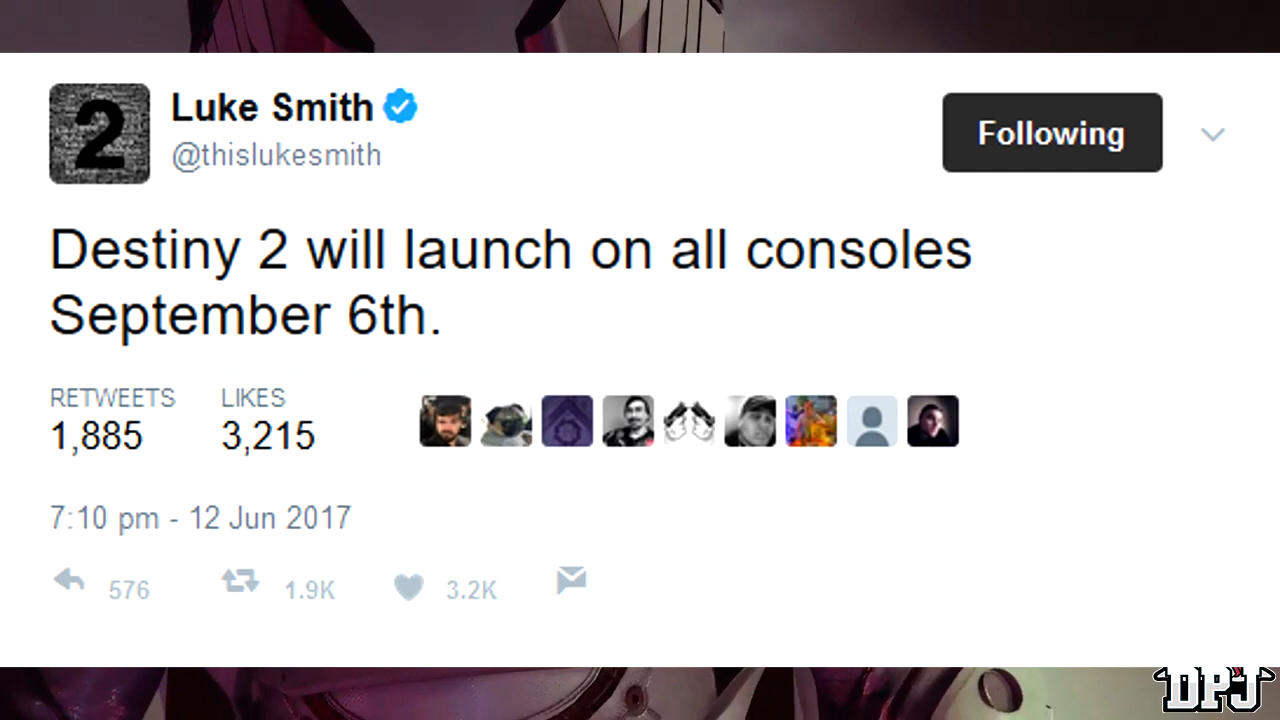 2
Luke Smith
@thislukesmith
Following
Destiny 2 will launch on all consoles
September 6th.
RETWEETS LIKES
1,885 3,215
7:10 pm - 12 Jun 2017
576 1.9K 3.2K
DPJ